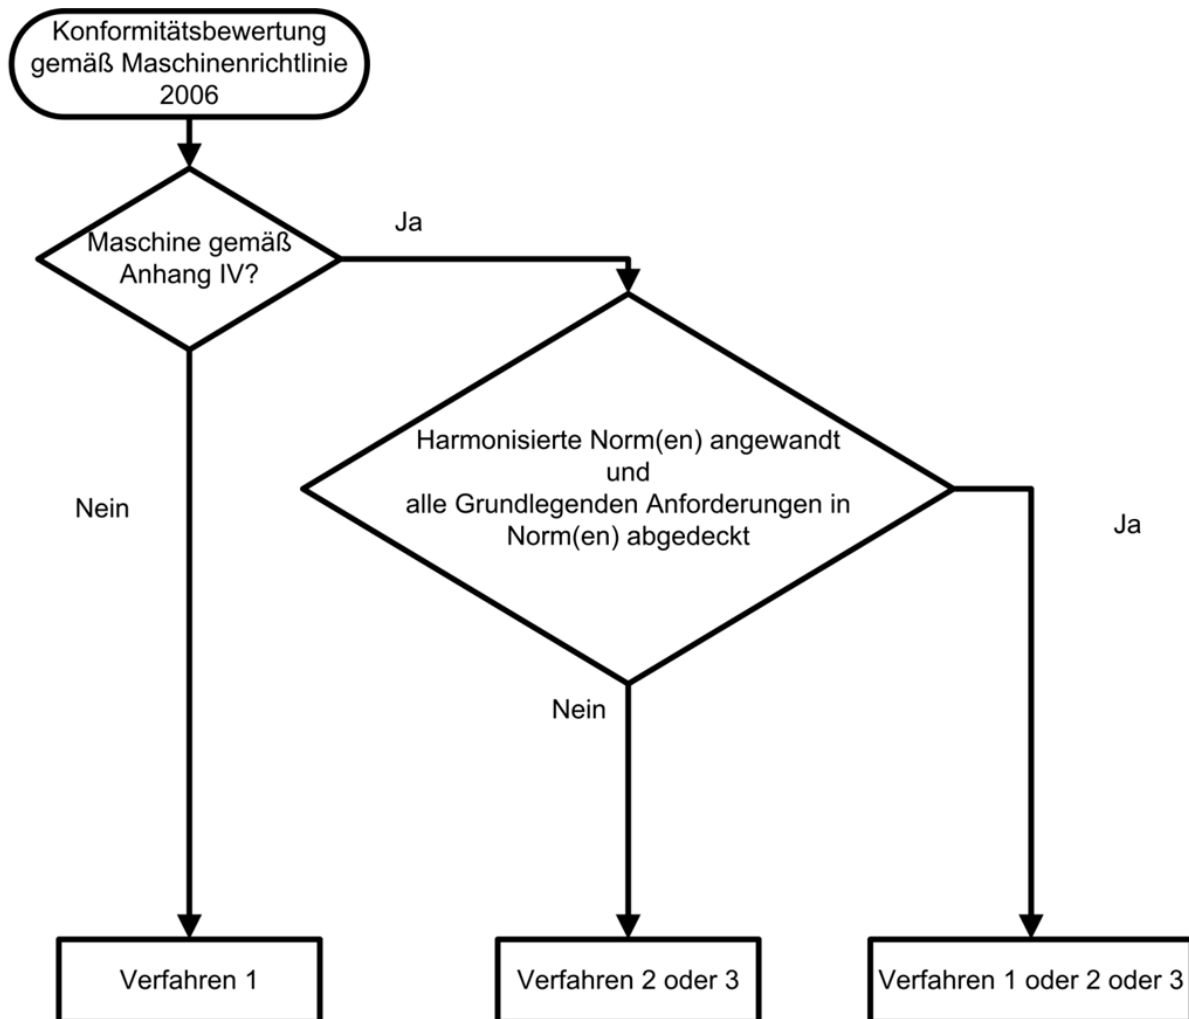 Konformitätsbewertung
gemäß Maschinenrichtlinie
2006
Ja
Maschine gemäß
Anhang IV?
Harmonisierte Norm(en) angewandt
und
alle Grundlegenden Anforderungen in
Norm(en) abgedeckt
Nein
Ja
Nein
Verfahren 1
Verfahren 2 oder 3
Verfahren 1 oder 2 oder 3